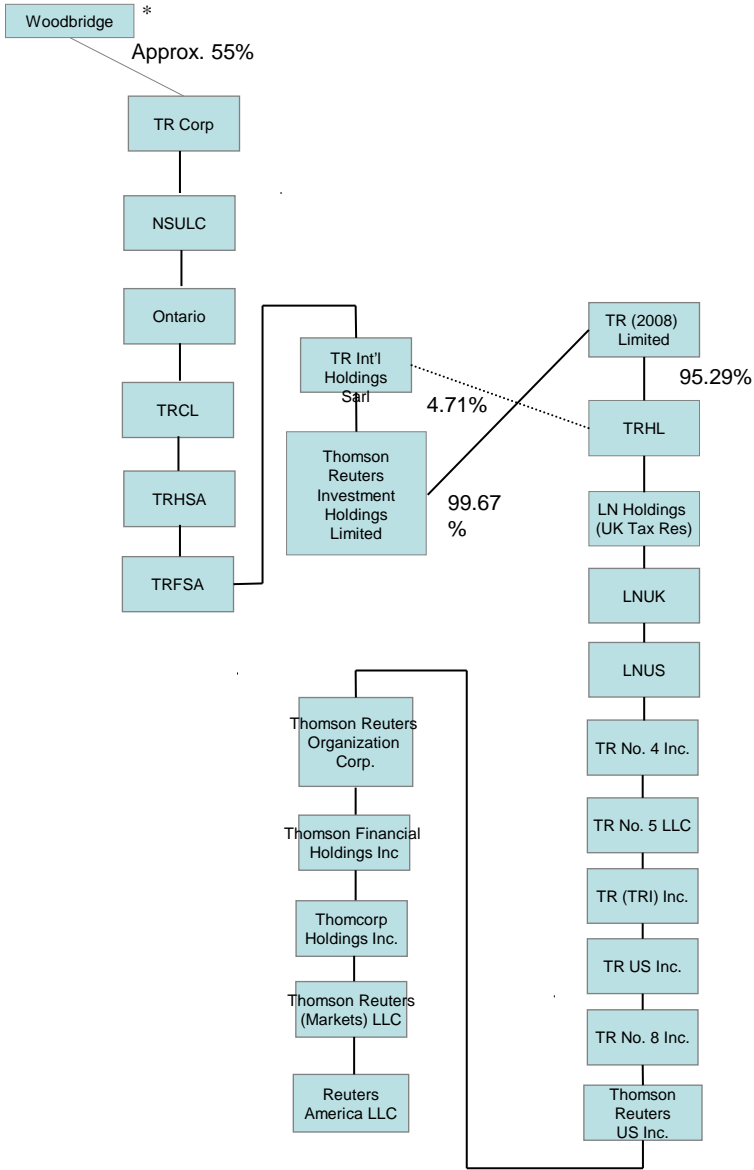 Woodbridge
*
Approx. 55%
TR Corp
NSULC
Ontario
TRCL
TRHSA
TRFSA
TR Int'l
Holdings
Sarl
4.71%
Thomson
Reuters
Investment
Holdings
Limited
99.67
%
TR (2008)
Limited
95.29%
TRHL
LN Holdings
(UK Tax Res)
LNUK
LNUS
TR No. 4 Inc.
TR No. 5 LLC
TR (TRI) Inc.
TR US Inc.
TR No. 8 Inc.
Thomson
Reuters
US Inc.
Thomson Reuters
Organization
Corp.
Thomson Financial
Holdings Inc
Thomcorp
Holdings Inc.
Thomson Reuters
(Markets) LLC
Reuters
America LLC